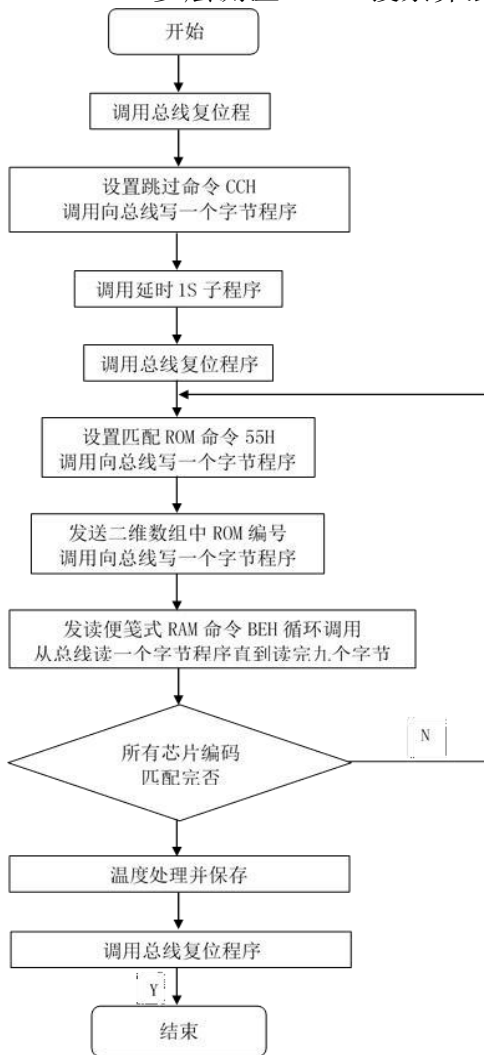 开始
调用总线复位程
设置跳过命令 CCH
调用向总线写一个字节程序
调用延时 1S 子程序
调用总线复位程序
设置匹配 ROM 命令 55H
调用向总线写一个字节程序
发送二维数组中 ROM 编号
调用向总线写一个字节程序
发读便笺式 RAM 命令 BEH 循环调用
从总线读一个字节程序直到读完九个字节
N
所有芯片编码
匹配完否
温度处理并保存
调用总线复位程序
Y
结束